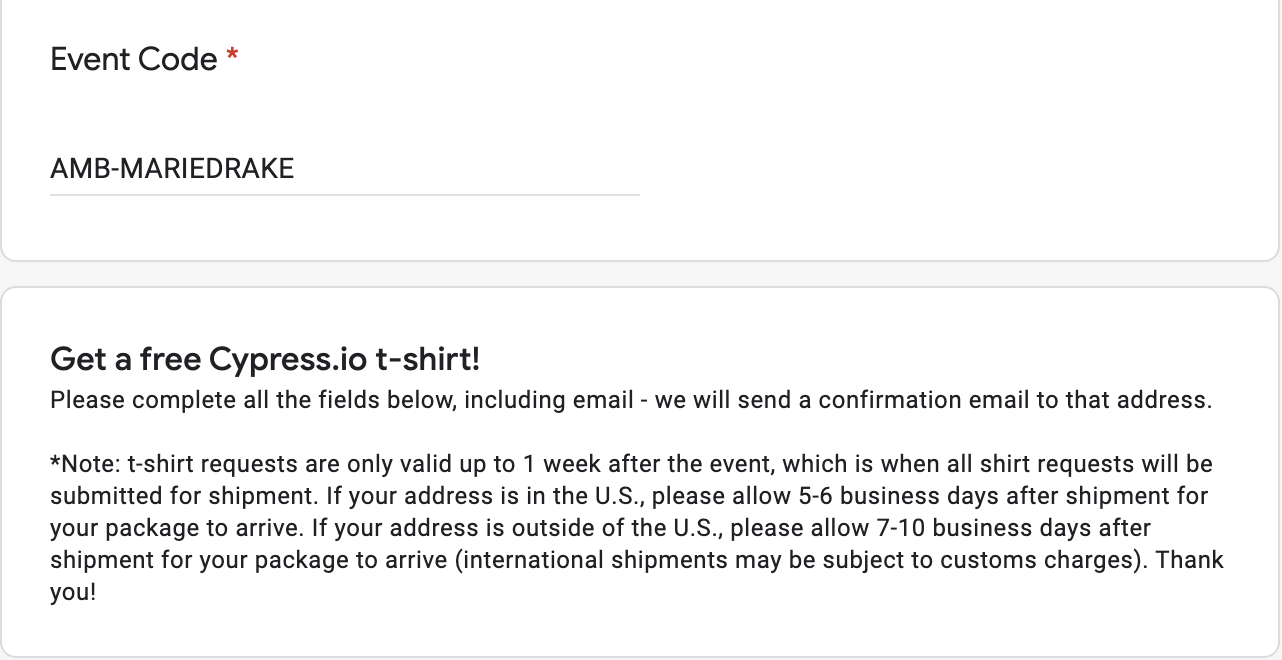 Event Code *
AMB-MARIEDRAKE
Get a free Cypress.io t-shirt!
Please complete all the fields below, including email - we will send a confirmation email to that address.
*Note: t-shirt requests are only valid up to 1 week after the event, which is when all shirt requests will be
submitted for shipment. If your address is in the U.S., please allow 5-6 business days after shipment for
your package to arrive. If your address is outside of the U.S., please allow 7-10 business days after
shipment for your package to arrive (international shipments may be subject to customs charges). Thank
you!